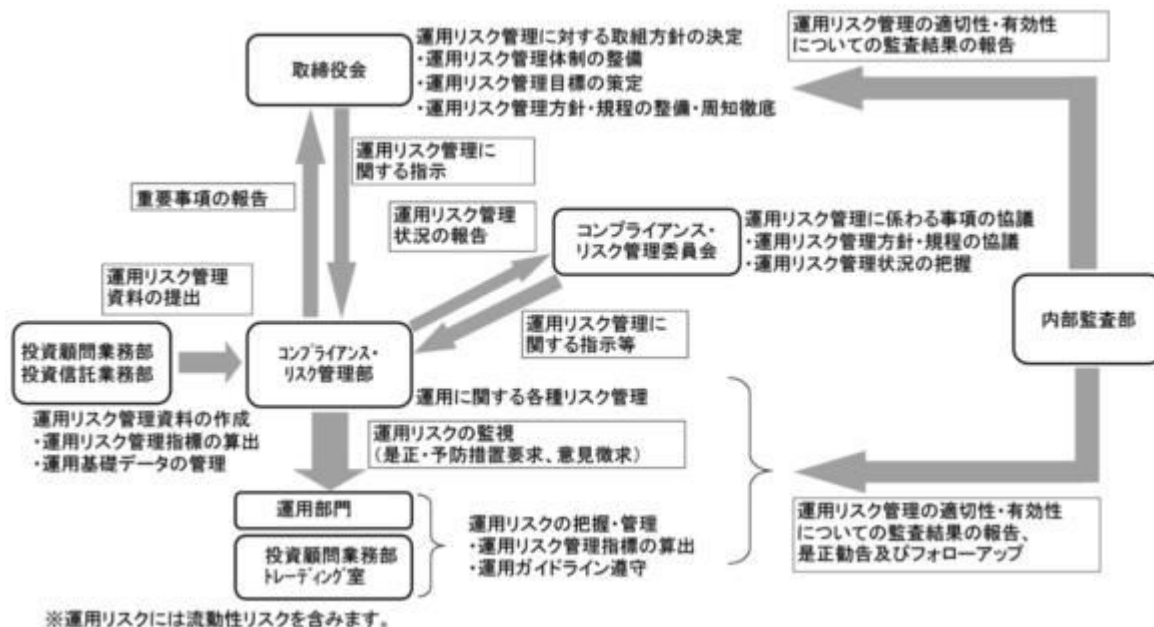 運用リスク管理に対する取組方針の決定
・運用リスク管理体制の整備
・運用リスク管理目標の策定
・運用リスク管理方針・規程の整備・周知徹底
取締役会
運用リスク管理の適切性・有効性
についての監査結果の報告
運用リスク管理に
関する指示
重要事項の報告
運用リスク管理
状況の報告
コンプライアンス・
リスク管理委員会
運用リスク管理に係わる事項の協議
・運用リスク管理方針・規程の協議
・運用リスク管理状況の把握
運用リスク管理
資料の提出
内部監査部
投資顧問業務部
投資信託業務部
コンプライアンス・
リスク管理部
運用リスク管理に
関する指示等
運用に関する各種リスク管理
運用リスク管理資料の作成
・運用リスク管理指標の算出
・運用基礎データの管理
運用リスクの監視
(是正・予防措置要求、意見徴求)
運用部門
投資顧問業務部
トレーディング室
運用リスクの把握・管理
・運用リスク管理指標の算出
・運用ガイドライン遵守
運用リスク管理の適切性・有効性
についての監査結果の報告、
是正勧告及びフォローアップ
※運用リスクには流動性リスクを含みます。